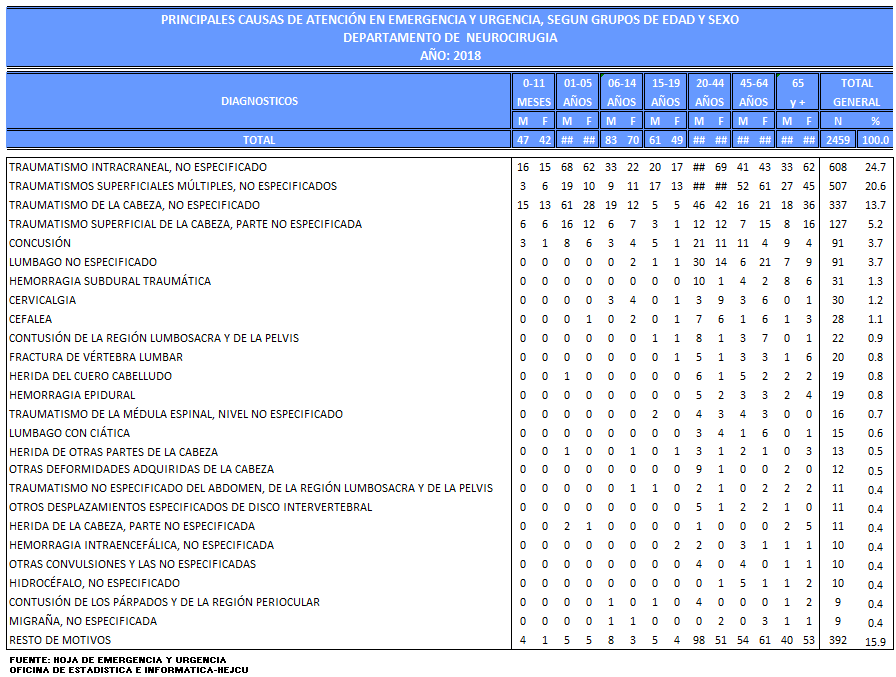 PRINCIPALES CAUSAS DE ATENCIÓN EN EMERGENCIA Y URGENCIA, SEGUN GRUPOS DE EDAD Y SEXO
DEPARTAMENTO DE NEUROCIRUGIA
AÑO: 2018
DIAGNOSTICOS 0-11 MESES 01-05 AÑOS 06-14 AÑOS 15-19 AÑOS 20-44 AÑOS 45-64 AÑOS 65 y + TOTAL GENERAL
M F M F M F M F M F M F M F N %
TOTAL 47 42 ## ## 83 70 61 49 ## ## ## ## ## ## 2459 100.0
TRAUMATISMO INTRACRANEAL, NO ESPECIFICADO 16 15 68 62 33 22 20 17 ## 69 41 43 33 62 608 24.7
TRAUMATISMOS SUPERFICIALES MÚLTIPLES, NO ESPECIFICADOS 3 6 19 10 9 11 17 13 ## ## 52 61 27 45 507 20.6
TRAUMATISMO DE LA CABEZA, NO ESPECIFICADO 15 13 61 28 19 12 5 5 46 42 16 21 18 36 337 13.7
TRAUMATISMO SUPERFICIAL DE LA CABEZA, PARTE NO ESPECIFICADA 6 6 16 12 6 7 3 1 12 12 7 15 8 16 127 5.2
CONCUSIÓN 3 1 8 6 3 4 5 1 21 11 11 4 9 4 91 3.7
LUMBAGO NO ESPECIFICADO 0 0 0 0 0 2 1 1 30 14 6 21 7 9 91 3.7
HEMORRAGIA SUBDURAL TRAUMÁTICA 0 0 0 0 0 0 0 0 10 1 4 2 8 6 31 1.3
CERVICALGIA 0 0 0 0 3 4 0 1 3 9 3 6 0 1 30 1.2
CEFALEA 0 0 0 1 0 2 0 1 7 6 1 6 1 3 28 1.1
CONTUSIÓN DE LA REGIÓN LUMBOSACRA Y DE LA PELVIS 0 0 0 0 0 0 1 1 8 1 3 7 0 1 22 0.9
FRACTURA DE VÉRTEBRA LUMBAR 0 0 0 0 0 0 0 1 5 1 3 3 1 6 20 0.8
HERIDA DEL CUERO CABELLUDO 0 0 1 0 0 0 0 0 6 1 5 2 2 2 19 0.8
HEMORRAGIA EPIDURAL 0 0 0 0 0 0 0 0 5 2 3 3 2 4 19 0.8
TRAUMATISMO DE LA MÉDULA ESPINAL, NIVEL NO ESPECIFICADO 0 0 0 0 0 0 2 0 4 3 4 3 0 0 16 0.7
LUMBAGO CON CIÁTICA 0 0 0 0 0 0 0 0 3 4 1 6 0 1 15 0.6
HERIDA DE OTRAS PARTES DE LA CABEZA 0 0 1 0 0 1 0 1 3 1 2 1 0 3 13 0.5
OTRAS DEFORMIDADES ADQUIRIDAS DE LA CABEZA 0 0 0 0 0 0 0 0 9 1 0 0 2 0 12 0.5
TRAUMATISMO NO ESPECIFICADO DEL ABDOMEN, DE LA REGIÓN LUMBOSACRA Y DE LA PELVIS 0 0 0 0 0 1 1 0 2 1 0 2 2 2 11 0.4
OTROS DESPLAZAMIENTOS ESPECIFICADOS DE DISCO INTERVERTEBRAL 0 0 0 0 0 0 0 0 5 1 2 2 1 0 11 0.4
HERIDA DE LA CABEZA, PARTE NO ESPECIFICADA 0 0 2 1 0 0 0 0 1 0 0 0 2 5 11 0.4
HEMORRAGIA INTRAENCEFÁLICA, NO ESPECIFICADA 0 0 0 0 0 0 0 2 2 0 3 1 1 1 10 0.4
OTRAS CONVULSIONES Y LAS NO ESPECIFICADAS 0 0 0 0 0 0 0 0 4 0 4 0 1 1 10 0.4
HIDROCÉFALO, NO ESPECIFICADO 0 0 0 0 0 0 0 0 0 1 5 1 1 2 10 0.4
CONTUSIÓN DE LOS PÁRPADOS Y DE LA REGIÓN PERIOCULAR 0 0 0 0 1 0 1 0 4 0 0 0 1 2 9 0.4
MIGRAÑA, NO ESPECIFICADA 0 0 0 0 1 1 0 0 0 2 0 3 1 1 9 0.4
RESTO DE MOTIVOS 4 1 5 5 8 3 5 4 98 51 54 61 40 53 392 15.9
FUENTE: HOJA DE EMERGENCIA Y URGENCIA
OFICINA DE ESTADISTICA E INFORMATICA-HEJCU